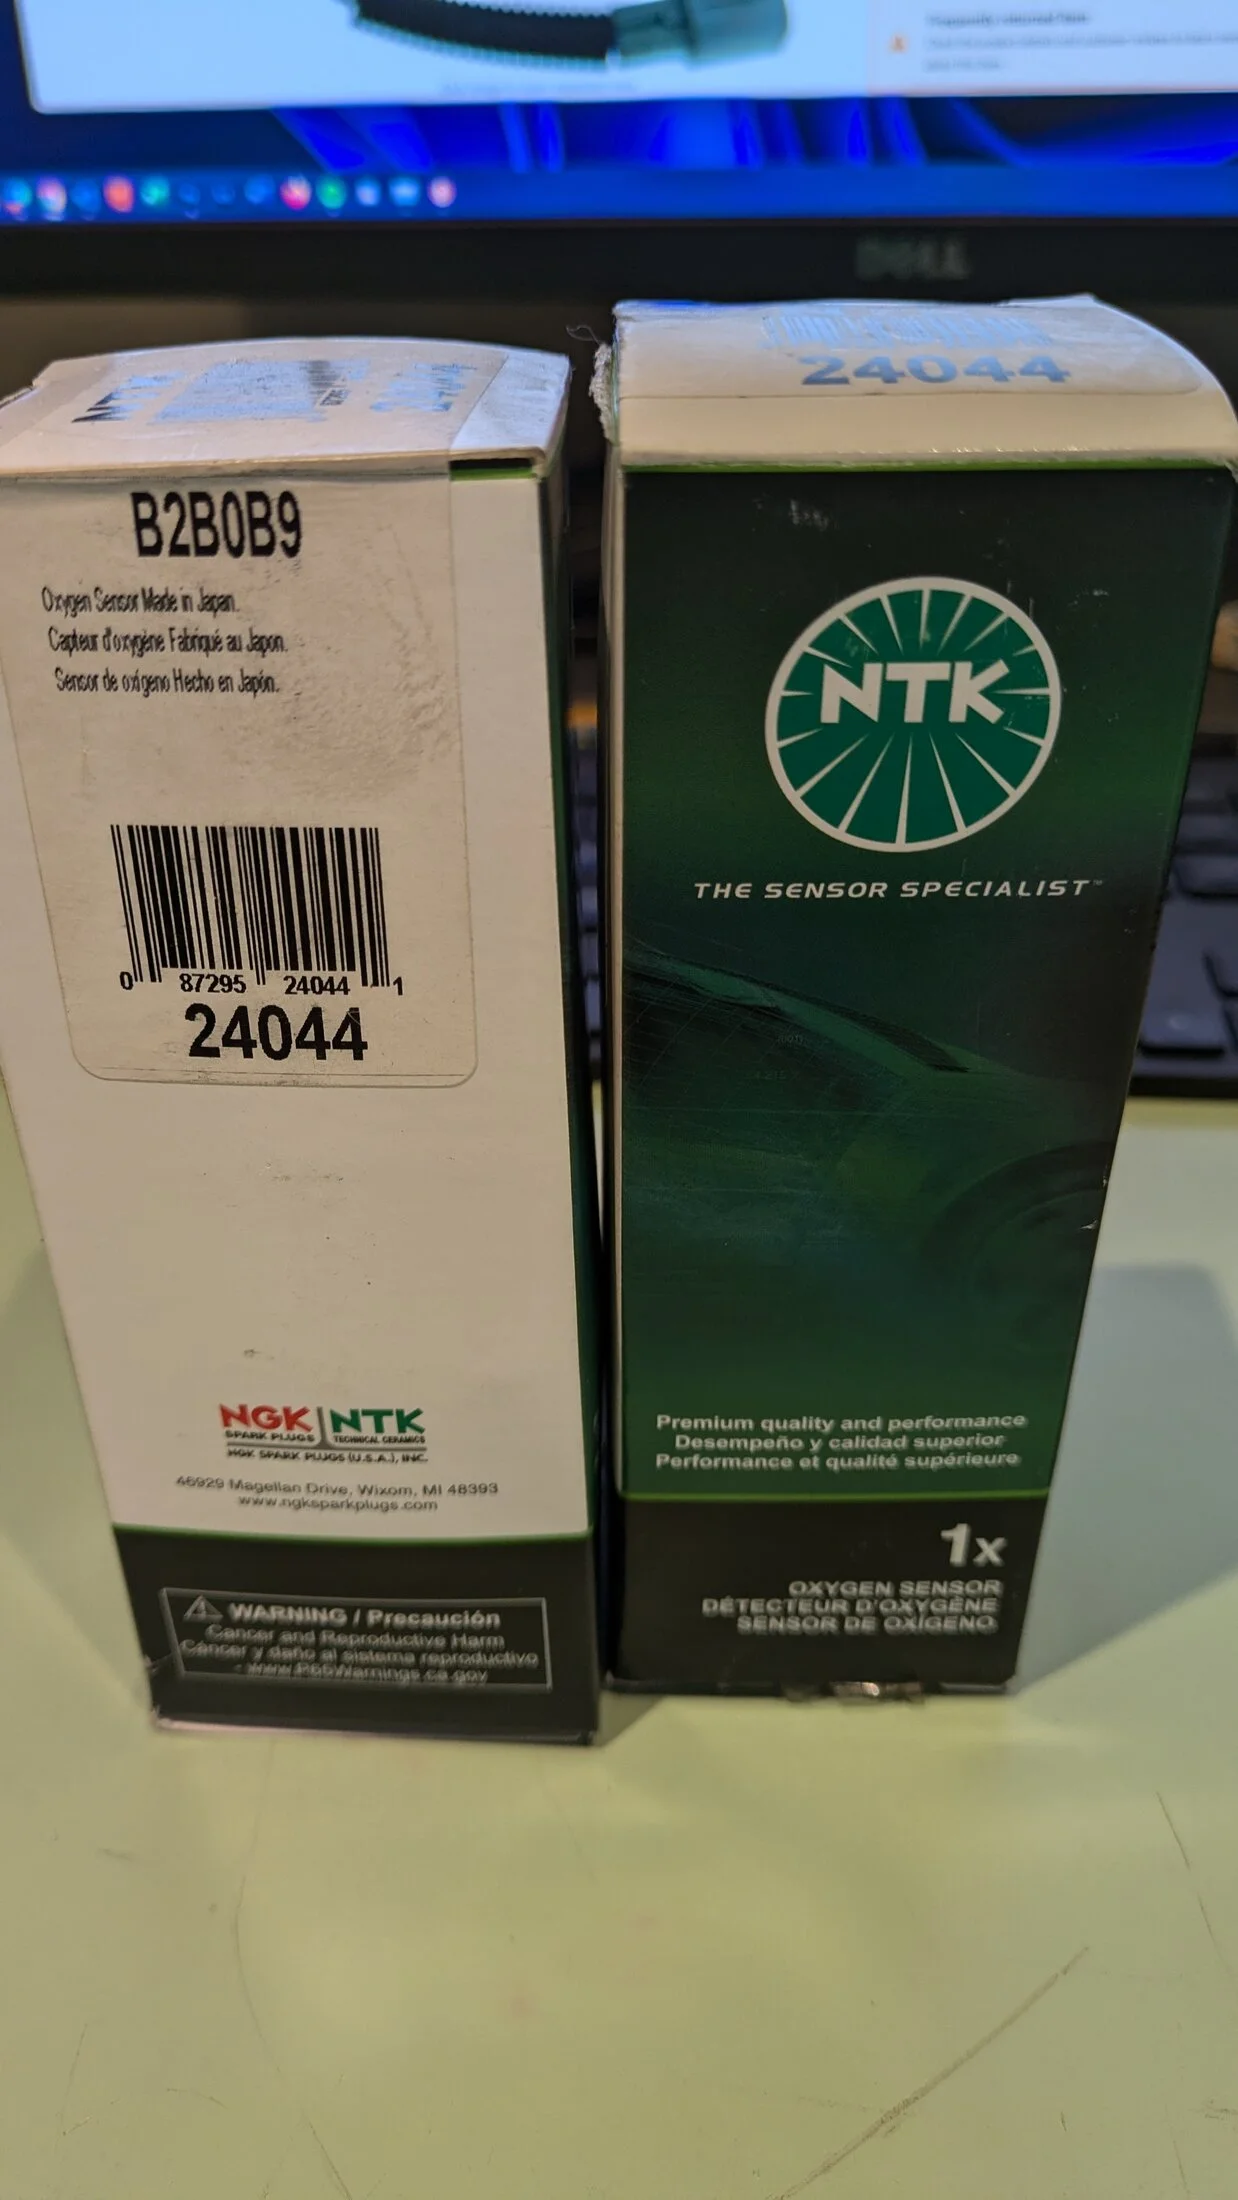 DELL
NTK
24044
B2B0B9
Oxygen Sensor Made in Japan.
Capteur d'oxygène Fabriqué au Japon.
Sensor de oxígeno Hecho en Japón.
0 87295 24044 1
24044
NGK NTK
SPARK PLUGS TECHNICAL CERAMICS
NGK SPARK PLUGS (U.S.A.), INC.
46929 Magellan Drive, Wixom, MI 48393
www.ngksparkplugs.com
WARNING / Precaución
Cancer and Reproductive Harm
Cáncer y daño al sistema reproductivo
- www.P65Warnings.ca.gov
24044
NTK
THE SENSOR SPECIALIST™
Premium quality and performance
Desempeño y calidad superior
Performance et qualité supérieure
1x
OXYGEN SENSOR
DÉTECTEUR D'OXYGÈNE
SENSOR DE OXÍGENO